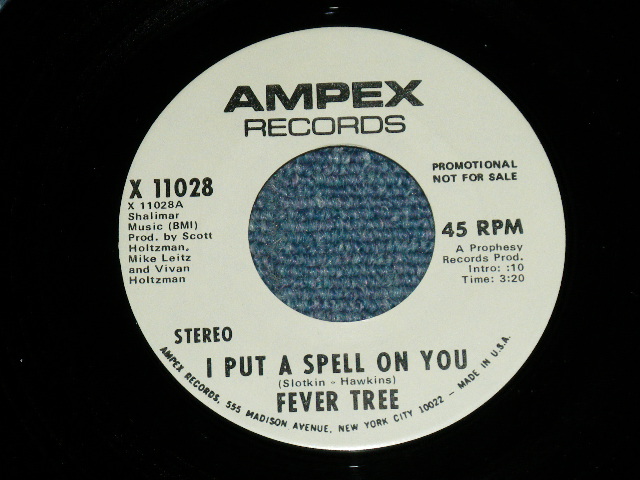 AMPEX
RECORDS
PROMOTIONAL
NOT FOR SALE
X 11028
X 11028A
Shalimar
Music (BMI)
Prod. by Scott
Holtzman,
Mike Leitz
and Vivan
Holtzman
45 RPM
A Prophesy
Records Prod.
Intro: :10
Time: 3:20
STEREO
I PUT A SPELL ON YOU
(Slotkin - Hawkins)
FEVER TREE
AMPEX RECORDS, 555 MADISON AVENUE, NEW YORK CITY 10022 - MADE IN U.S.A.